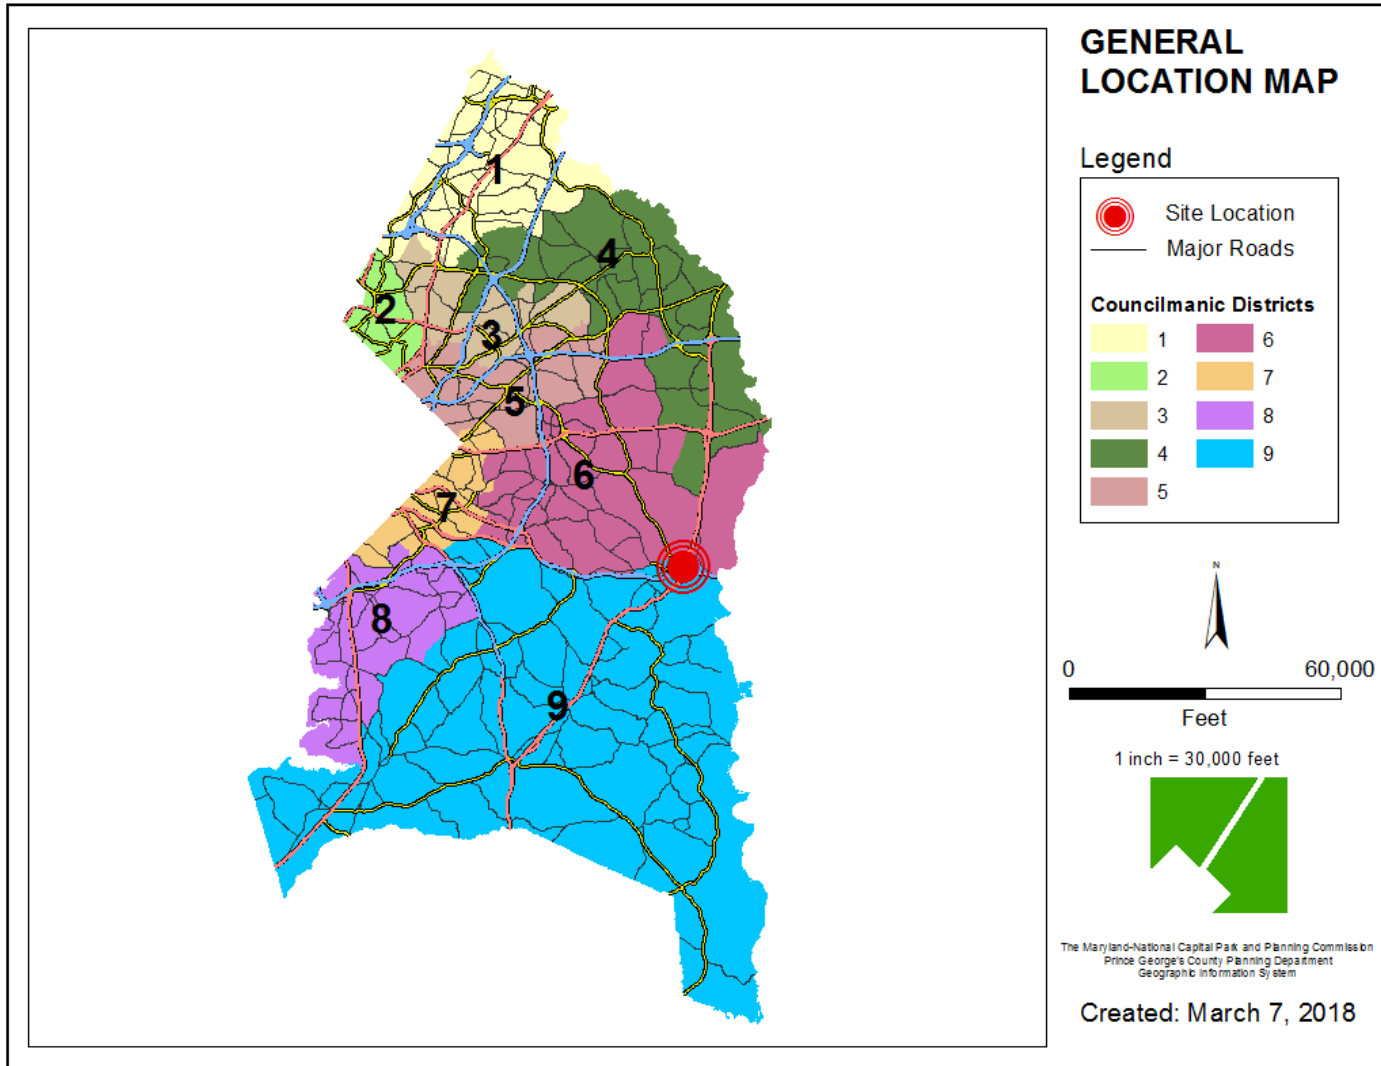 GENERAL
LOCATION MAP
Legend
Site Location
Major Roads
Councilmanic Districts
1 6
2 7
3 8
4 9
5
1
4
2
3
5
6
7
8
9
N
0 60,000
Feet
1 inch = 30,000 feet
The Maryland-National Capital Park and Planning Commission
Prince George's County Planning Department
Geographic Information System
Created: March 7, 2018